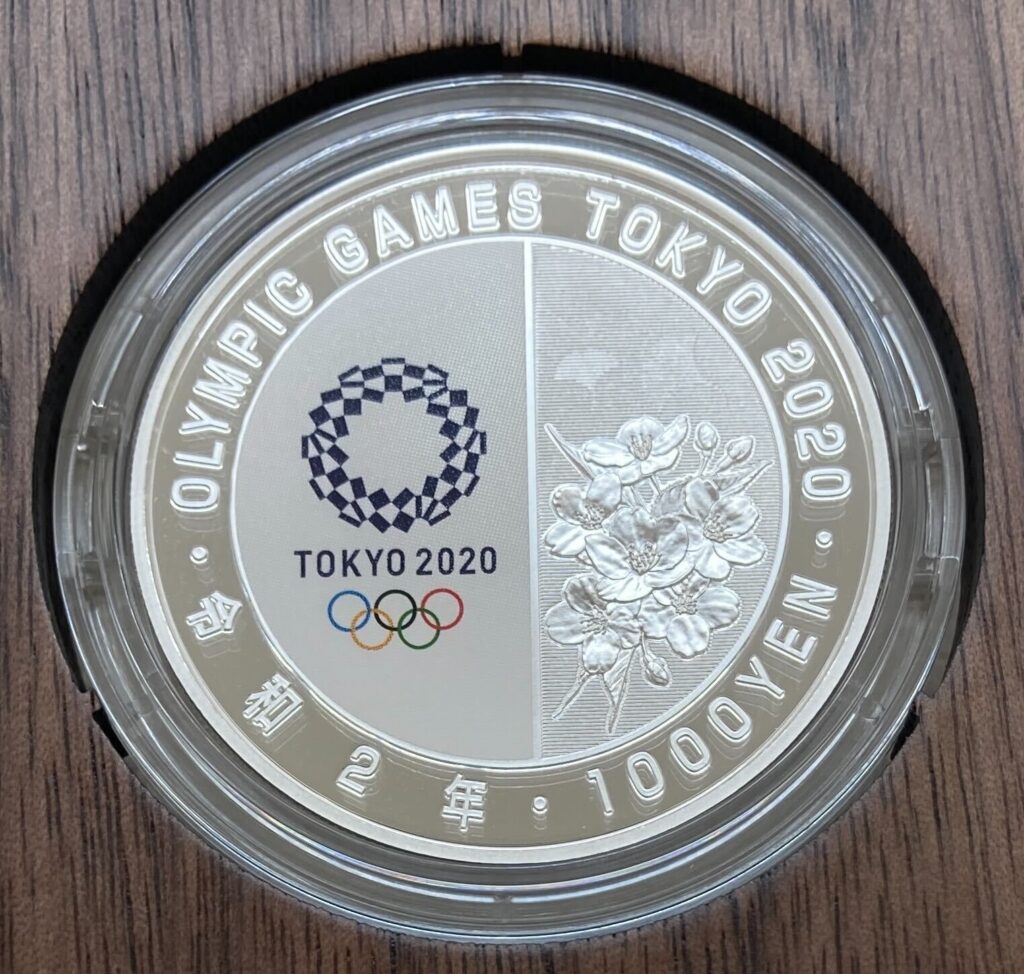 OLYMPIC GAMES TOKYO 2020
TOKYO 2020
令和2年・1000YEN